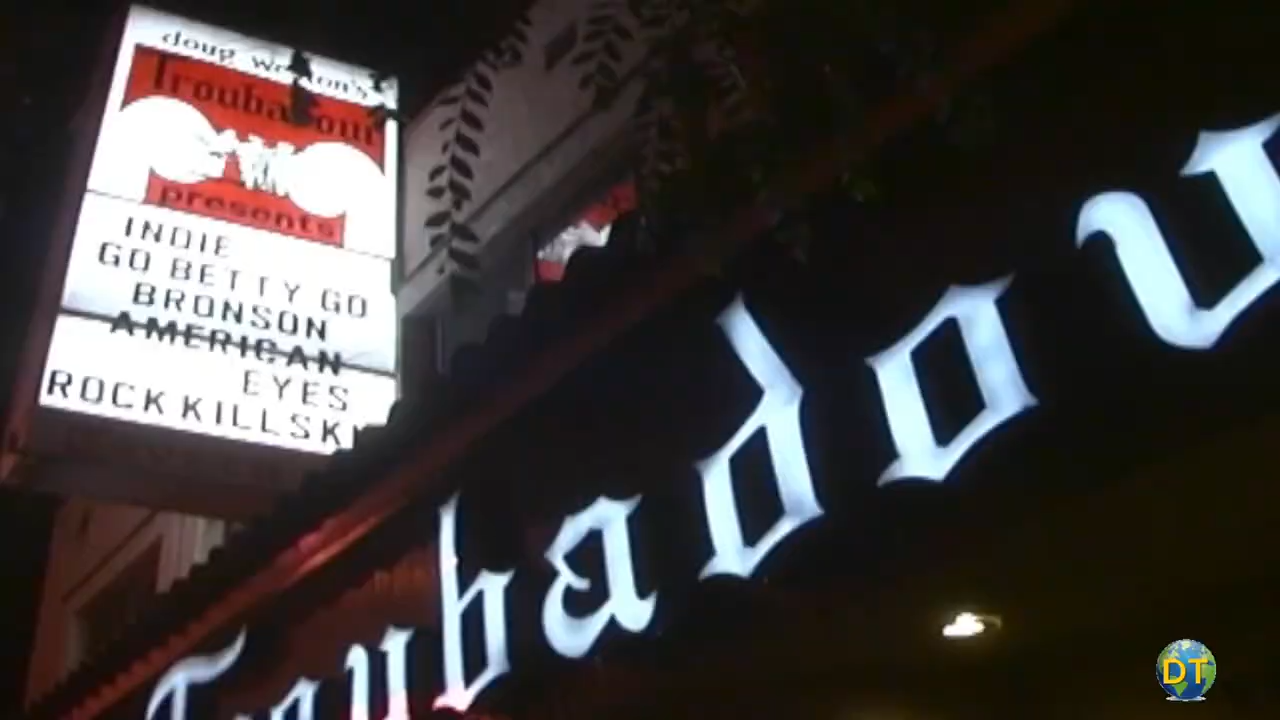 doug weston's
Troubadour
presents
INDIE
GO BETTY GO
BRONSON
AMERICAN
EYES
ROCK KILLS
Troubadou
DT